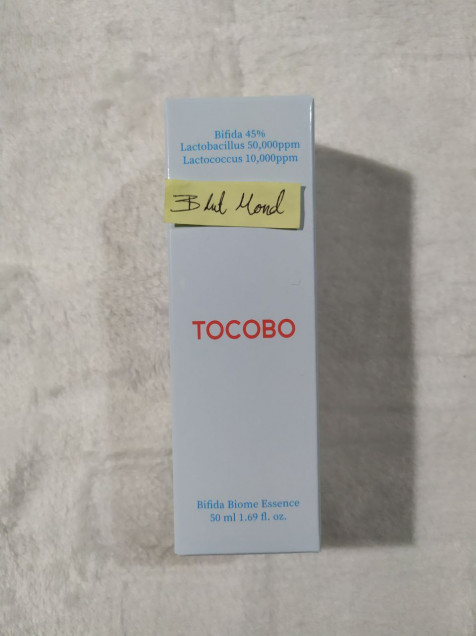 Bifida 45%
Lactobacillus 50,000ppm
Lactococcus 10,000ppm
Blul Mond
TOCOBO
Bifida Biome Essence
50 ml 1.69 fl. oz.